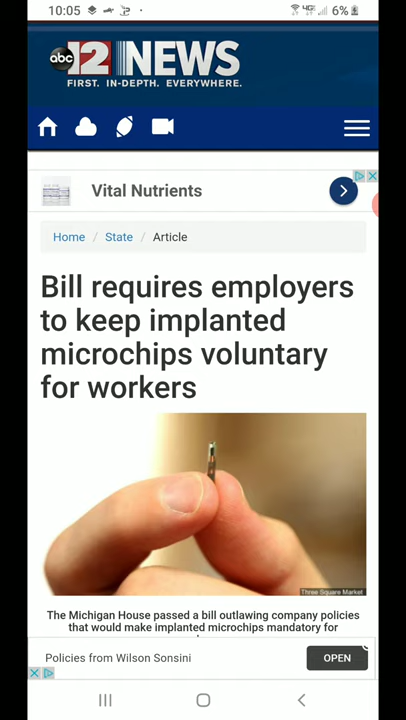 10:05
4G
6%
abc 12 NEWS
FIRST. IN-DEPTH. EVERYWHERE.
Vital Nutrients
Home / State / Article
Bill requires employers
to keep implanted
microchips voluntary
for workers
Three Square Market
The Michigan House passed a bill outlawing company policies
that would make implanted microchips mandatory for
Policies from Wilson Sonsini
OPEN